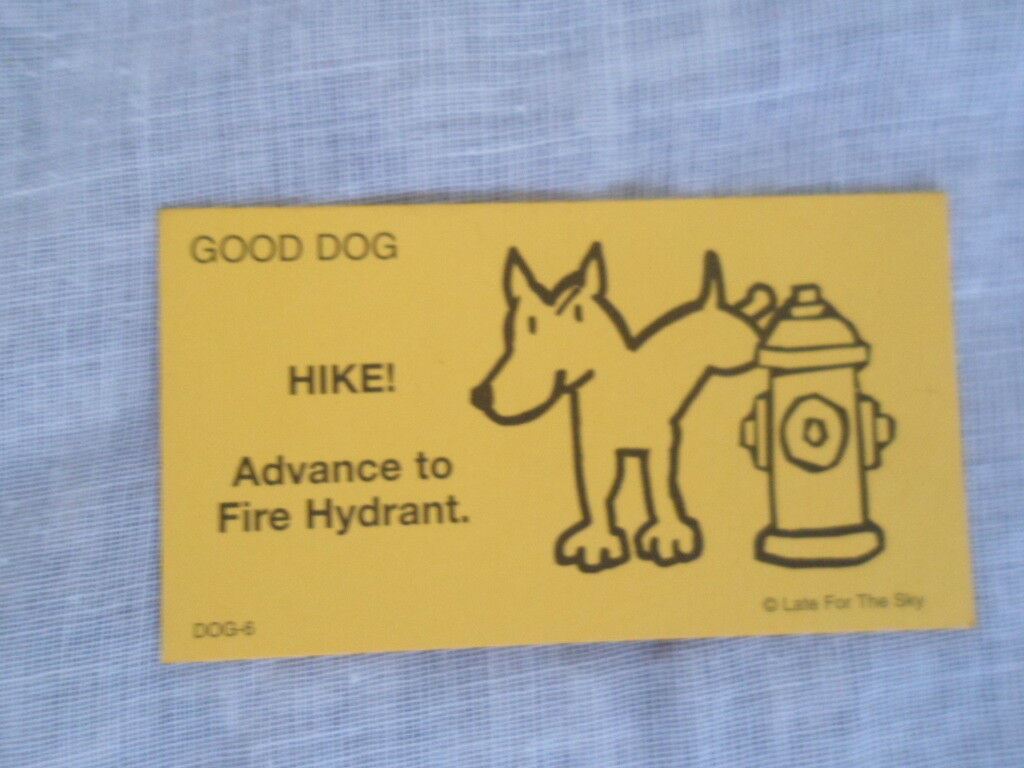 GOOD DOG
HIKE!
Advance to
Fire Hydrant.
DOG-6
© Late For The Sky